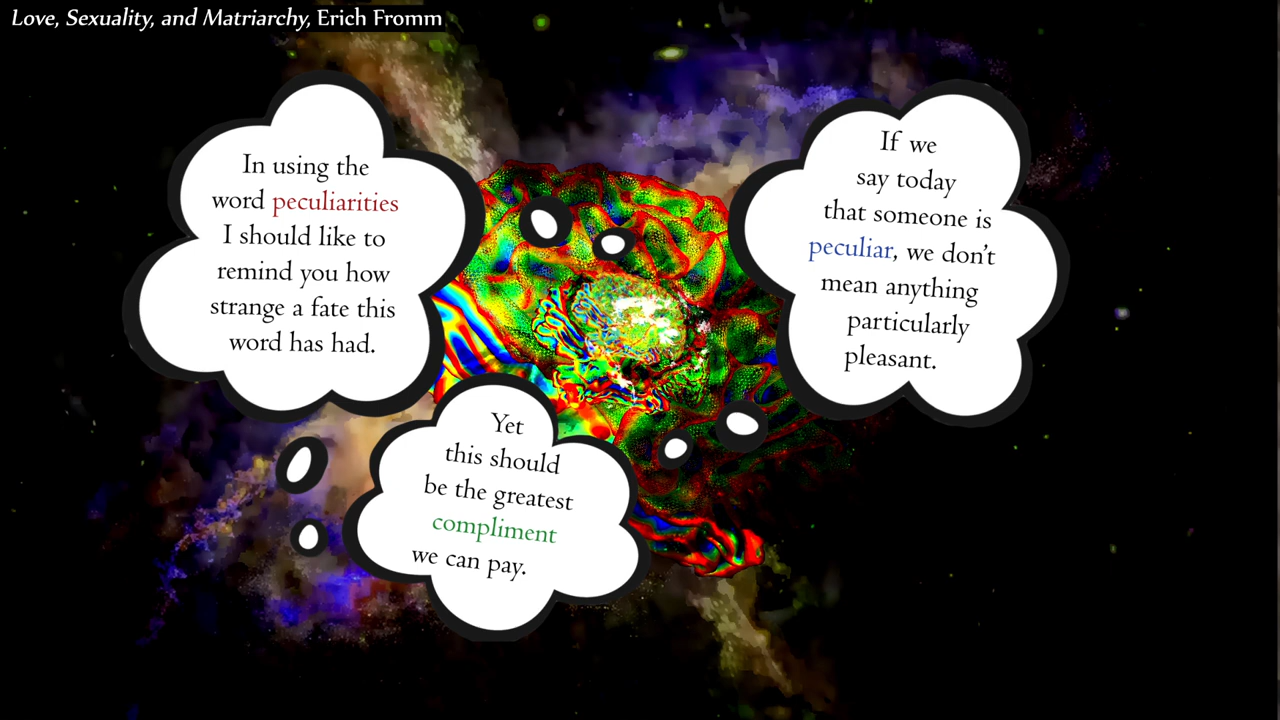 Love, Sexuality, and Matriarchy, Erich Fromm
In using the
word peculiarities
I should like to
remind you how
strange a fate this
word has had.
If we
say today
that someone is
peculiar, we don't
mean anything
particularly
pleasant.
Yet
this should
be the greatest
compliment
we can pay.